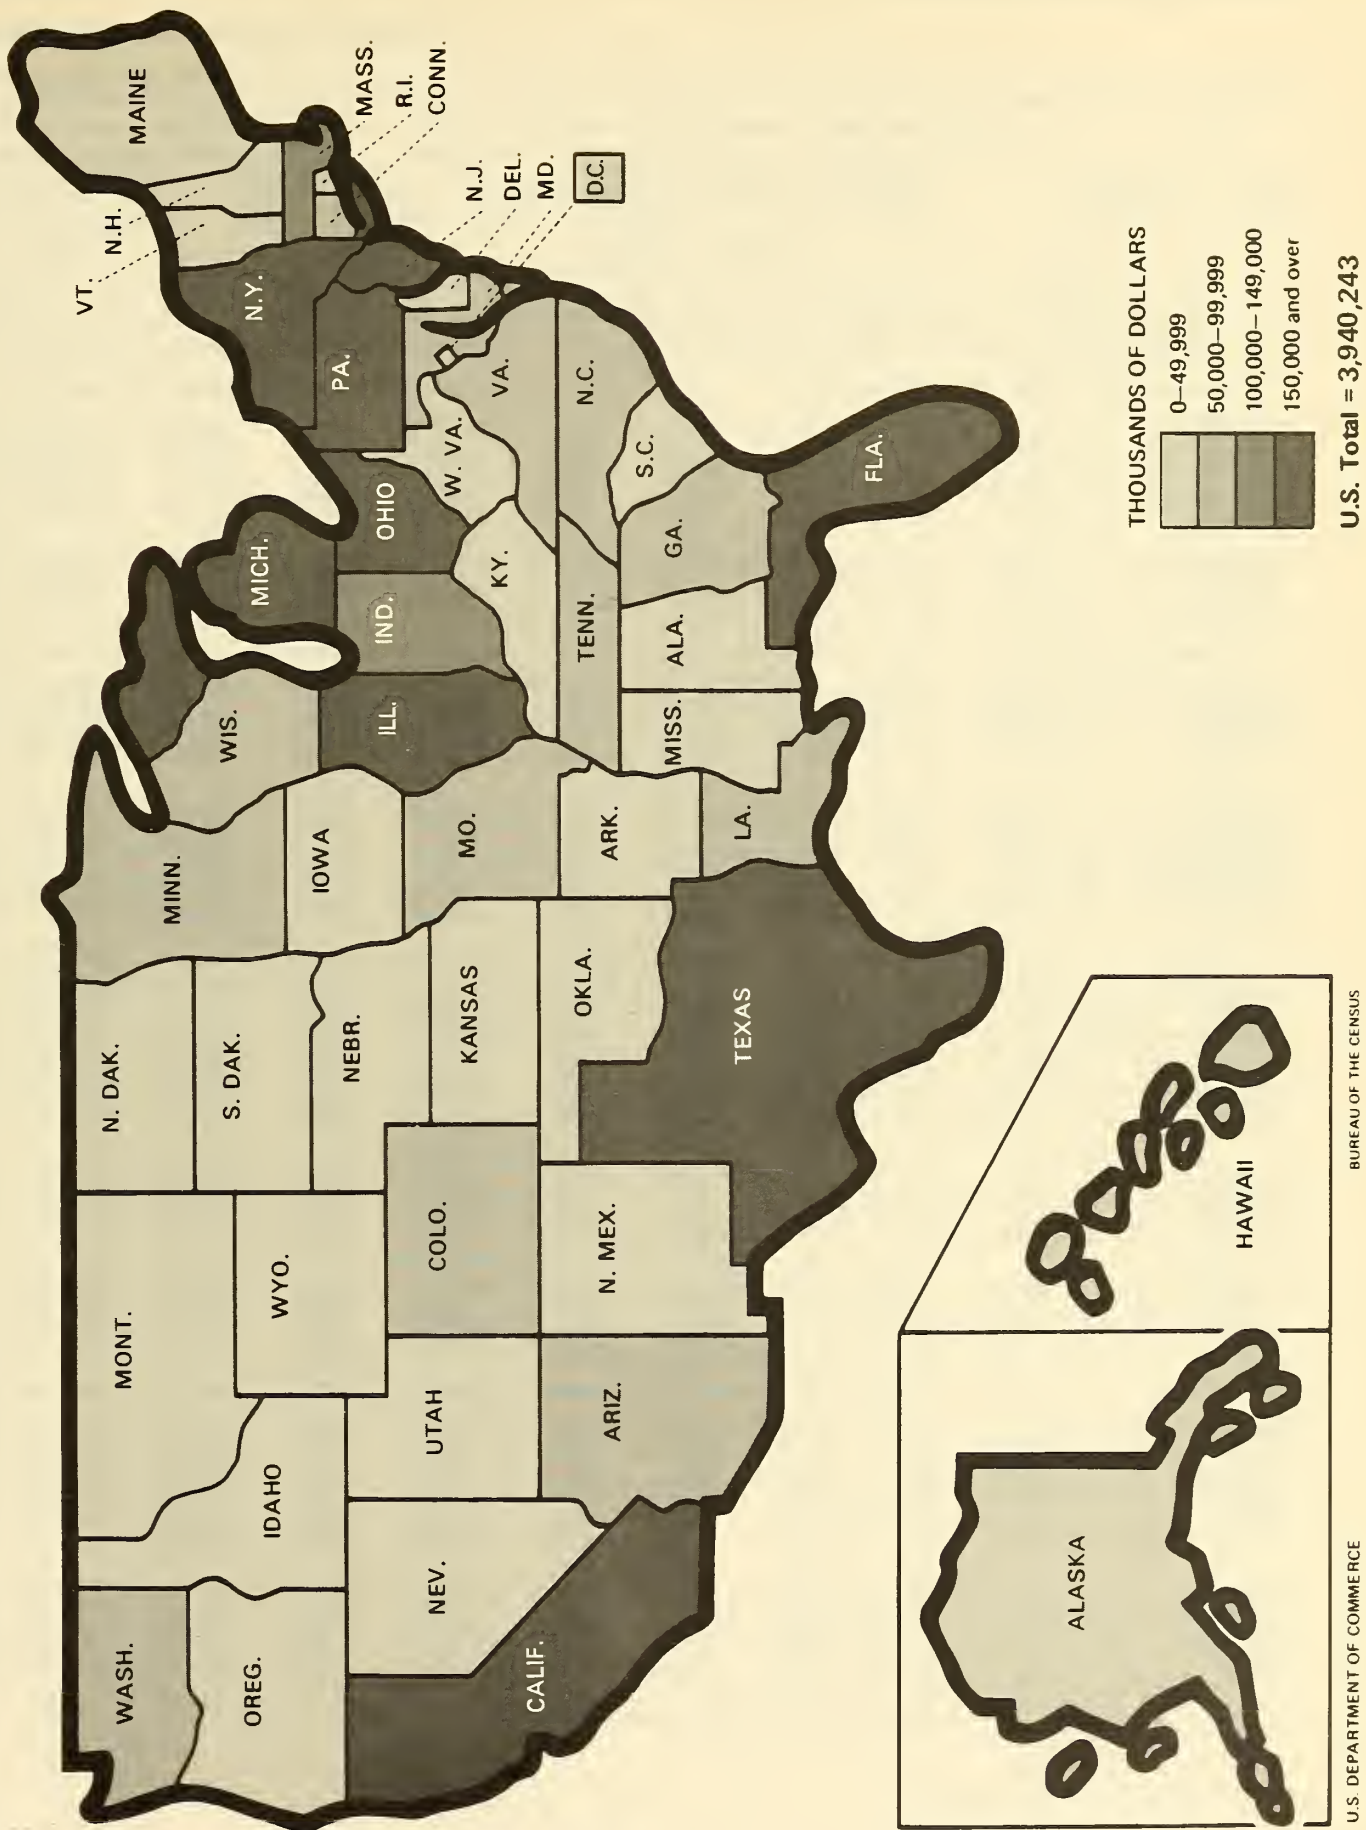 WASH.
OREG.
CALIF.
NEV.
IDAHO
MONT.
WYO.
UTAH
ARIZ.
COLO.
N. MEX.
N. DAK.
S. DAK.
NEBR.
KANSAS
OKLA.
TEXAS
MINN.
IOWA
MO.
ARK.
LA.
WIS.
ILL.
MICH.
IND.
OHIO
KY.
TENN.
MISS.
ALA.
GA.
FLA.
S.C.
N.C.
VA.
W. VA.
PA.
N.Y.
VT.
N.H.
MAINE
MASS.
R.I.
CONN.
N.J.
DEL.
MD.
D.C.
ALASKA
HAWAII
THOUSANDS OF DOLLARS
0–49,999
50,000–99,999
100,000–149,000
150,000 and over
U.S. Total = 3,940,243
U.S. DEPARTMENT OF COMMERCE
BUREAU OF THE CENSUS